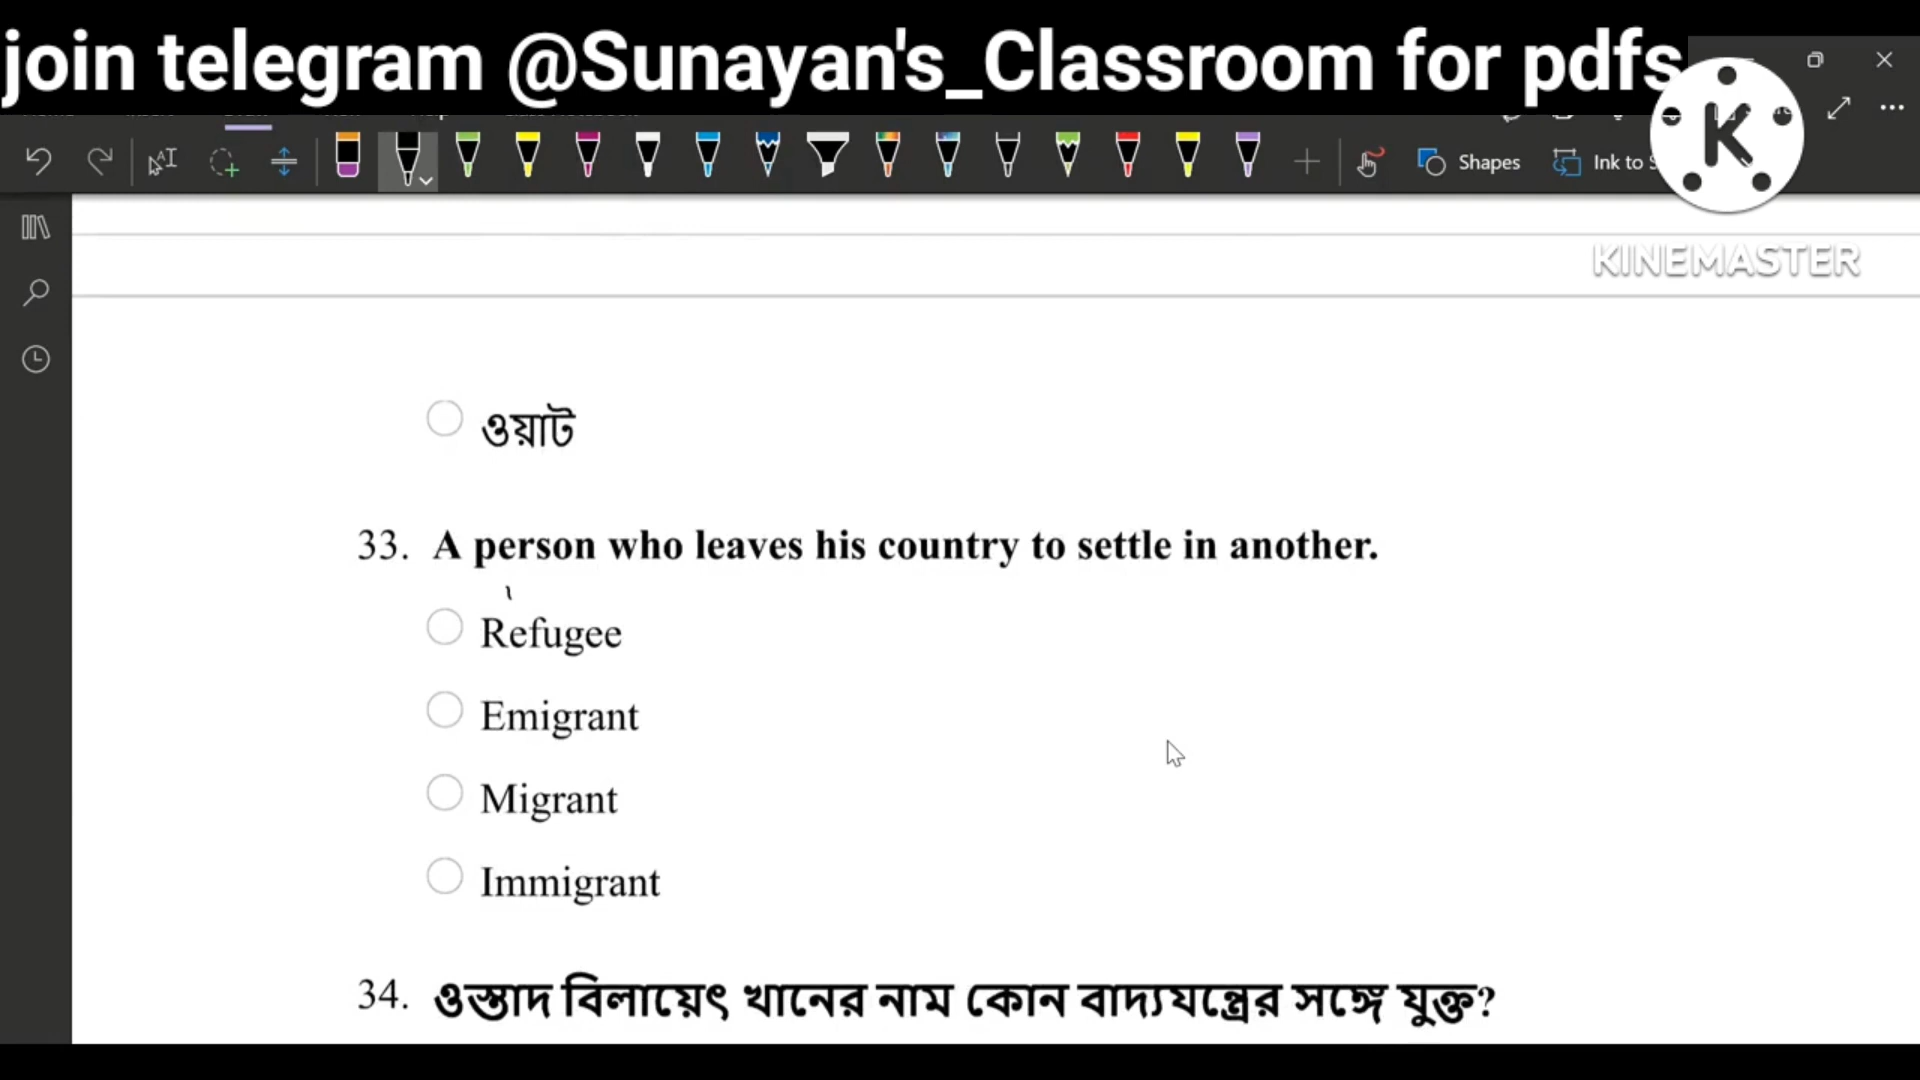 join telegram @Sunayan's_Classroom for pdfs
Shapes
Ink to S
K
KINEMASTER
ওয়াট
33. A person who leaves his country to settle in another.
Refugee
Emigrant
Migrant
Immigrant
34. ওস্তাদ বিলায়েৎ খানের নাম কোন বাদ্যযন্ত্রের সঙ্গে যুক্ত?